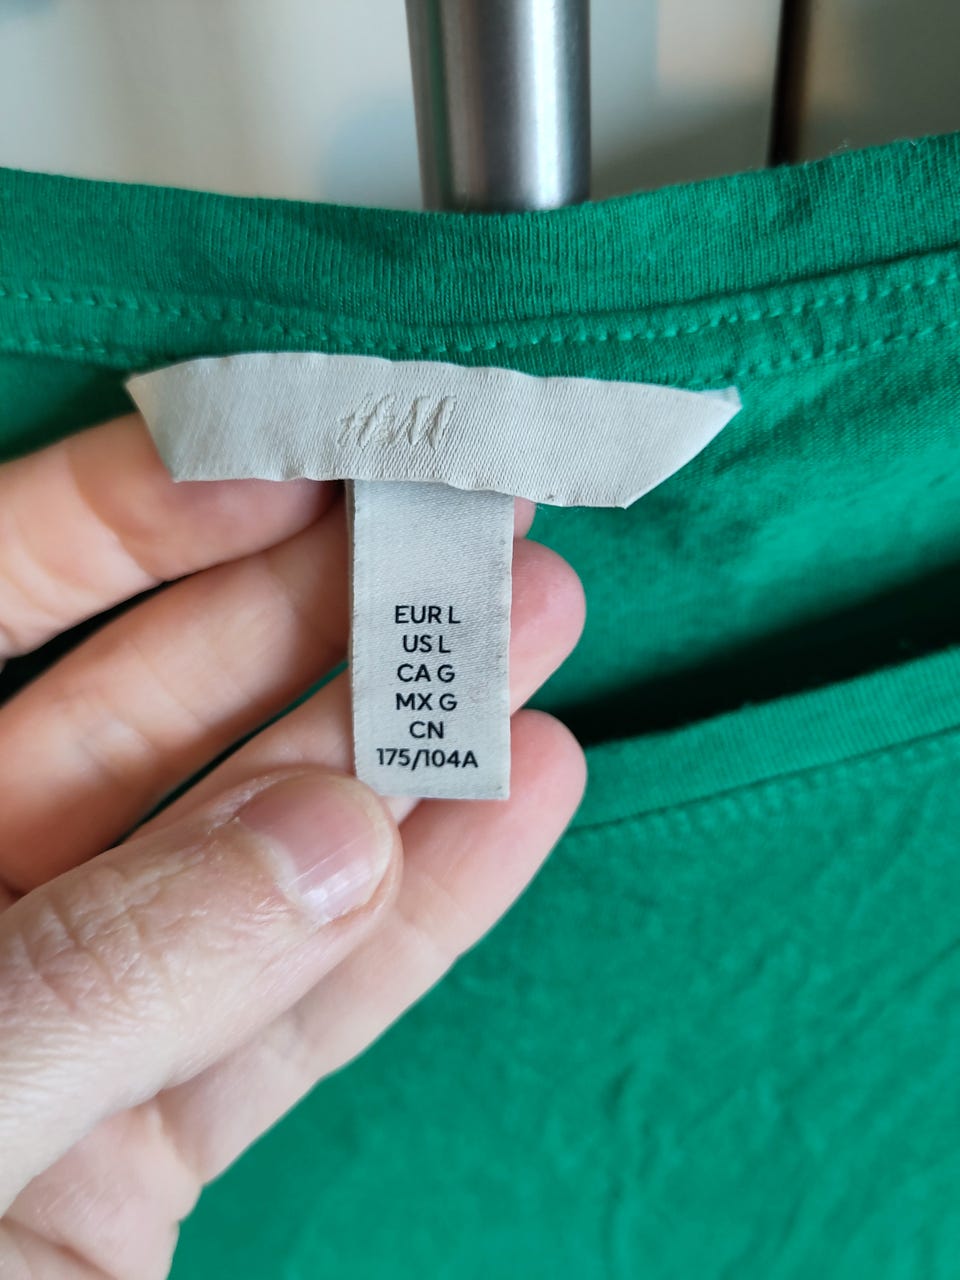 H&M
EUR L
US L
CA G
MX G
CN
175/104A